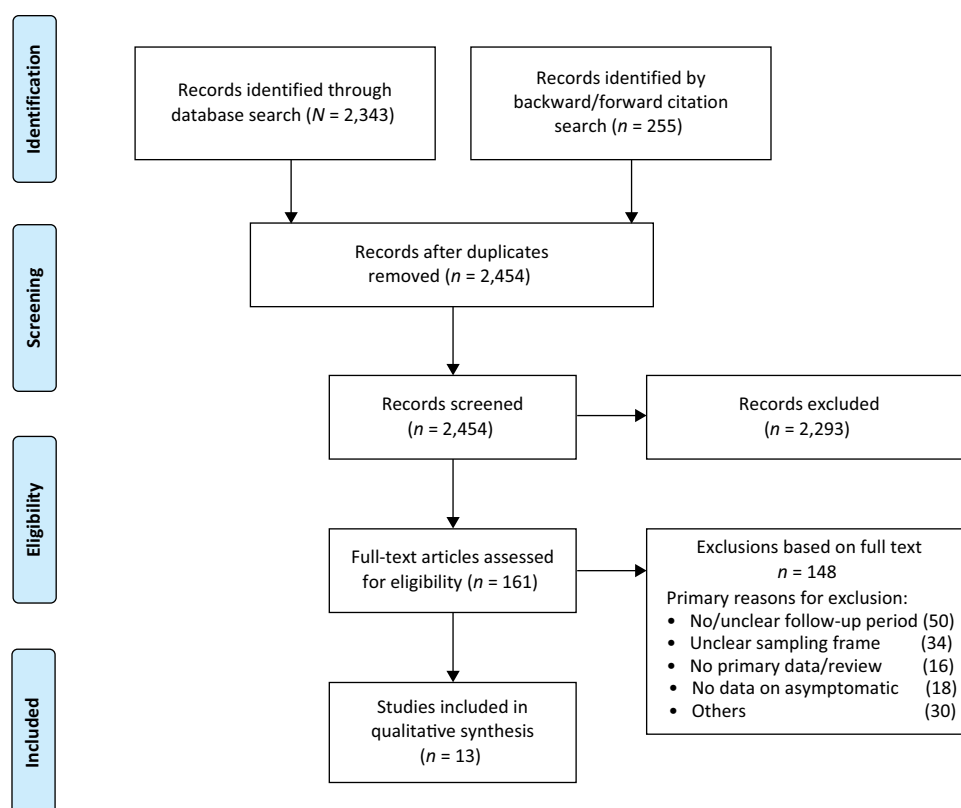 Identification
Records identified through
database search (N = 2,343)
Records identified by
backward/forward citation
search (n = 255)
Screening
Records after duplicates
removed (n = 2,454)
Records screened
(n = 2,454)
Records excluded
(n = 2,293)
Eligibility
Full-text articles assessed
for eligibility (n = 161)
Exclusions based on full text
n = 148
Primary reasons for exclusion:
• No/unclear follow-up period (50)
• Unclear sampling frame (34)
• No primary data/review (16)
• No data on asymptomatic (18)
• Others (30)
Included
Studies included in
qualitative synthesis
(n = 13)